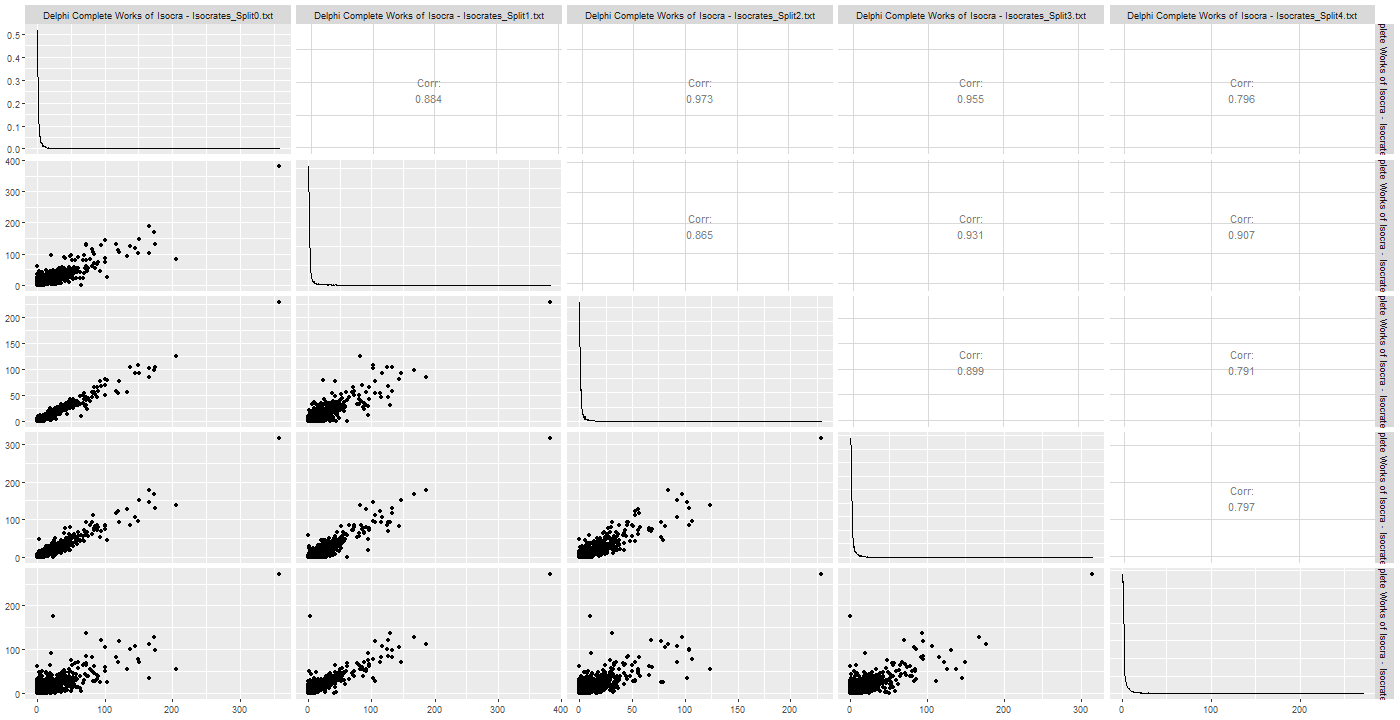 Delphi Complete Works of Isocra - Isocrates_Split0.txt
Delphi Complete Works of Isocra - Isocrates_Split1.txt
Delphi Complete Works of Isocra - Isocrates_Split2.txt
Delphi Complete Works of Isocra - Isocrates_Split3.txt
Delphi Complete Works of Isocra - Isocrates_Split4.txt
0.5
0.4
0.3
0.2
0.1
0.0
Corr:
0.884
Corr:
0.973
Corr:
0.955
Corr:
0.796
plete Works of Isocra - Isocrate
400
300
200
100
0
Corr:
0.865
Corr:
0.931
Corr:
0.907
plete Works of Isocra - Isocrate
200
150
100
50
0
Corr:
0.899
Corr:
0.791
plete Works of Isocra - Isocrate
300
200
100
0
Corr:
0.797
plete Works of Isocra - Isocrate
200
100
0
plete Works of Isocra - Isocrate
0 100 200 300
0 100 200 300 400
0 50 100 150 200
0 100 200 300
0 100 200